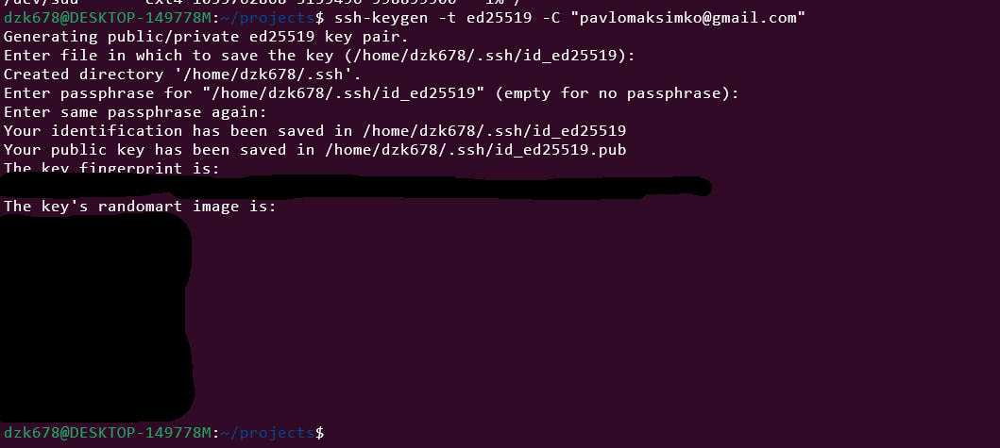 dzk678@DESKTOP-149778M:~/projects$ ssh-keygen -t ed25519 -C "pavlomaksimko@gmail.com"
Generating public/private ed25519 key pair.
Enter file in which to save the key (/home/dzk678/.ssh/id_ed25519):
Created directory '/home/dzk678/.ssh'.
Enter passphrase for "/home/dzk678/.ssh/id_ed25519" (empty for no passphrase):
Enter same passphrase again:
Your identification has been saved in /home/dzk678/.ssh/id_ed25519
Your public key has been saved in /home/dzk678/.ssh/id_ed25519.pub
The key fingerprint is:
The key's randomart image is:
dzk678@DESKTOP-149778M:~/projects$